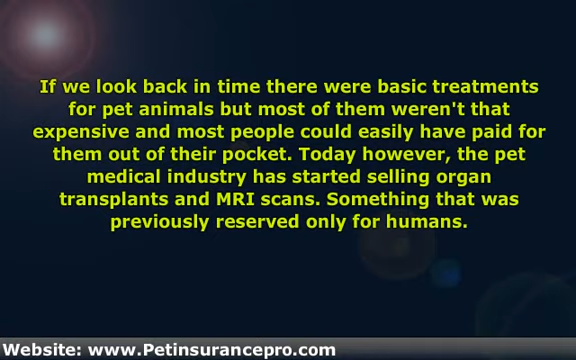 If we look back in time there were basic treatments
for pet animals but most of them weren't that
expensive and most people could easily have paid for
them out of their pocket. Today however, the pet
medical industry has started selling organ
transplants and MRI scans. Something that was
previously reserved only for humans.
Website: www.Petinsurancepro.com